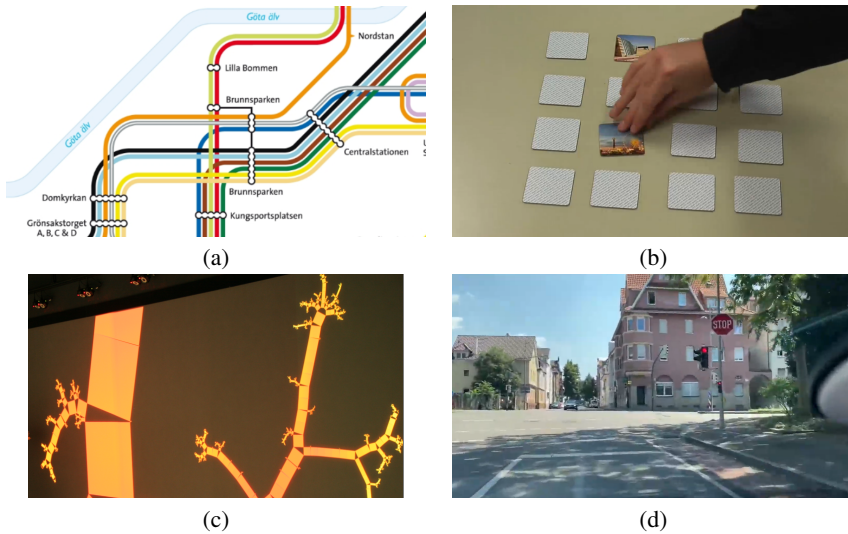 Göta älv
Nordstan
Lilla Bommen
Brunnsparken
Göta älv
Centralstationen
U
S
Domkyrkan
Brunnsparken
Grönsakstorget
A, B, C & D
Kungsportsplatsen
(a)
(b)
STOP
(c)
(d)